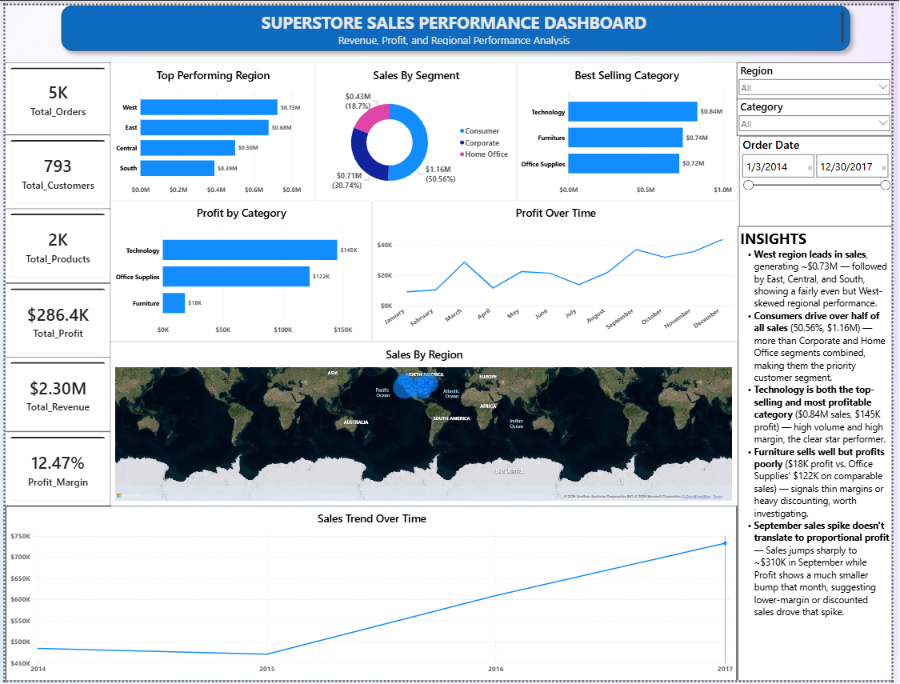 SUPERSTORE SALES PERFORMANCE DASHBOARD
Revenue, Profit, and Regional Performance Analysis
5K
Total_Orders
793
Total_Customers
2K
Total_Products
$286.4K
Total_Profit
$2.30M
Total_Revenue
12.47%
Profit_Margin
Top Performing Region
West
$0.73M
East
$0.68M
Central
$0.50M
South
$0.39M
$0.0M
$0.2M
$0.4M
$0.6M
$0.8M
Sales By Segment
$0.43M
(18.7%)
$0.71M
(30.74%)
$1.16M
(50.56%)
Consumer
Corporate
Home Office
Best Selling Category
Technology
$0.84M
Furniture
$0.74M
Office Supplies
$0.72M
$0.0M
$0.5M
$1.0M
Region
All
Category
All
Order Date
1/3/2014
12/30/2017
Profit by Category
Technology
$145K
Office Supplies
$122K
Furniture
$18K
$0K
$50K
$100K
$150K
Profit Over Time
$40K
$20K
$0K
January
February
March
April
May
June
July
August
September
October
November
December
Sales By Region
ASIA
NORTH AMERICA
EUROPE
Pacific
Ocean
Atlantic
Ocean
AFRICA
SOUTH AMERICA
AUSTRALIA
Indian
Ocean
Sales Trend Over Time
$750K
$700K
$650K
$600K
$550K
$500K
$450K
2014
2015
2016
2017
INSIGHTS
• West region leads in sales,
generating ~$0.73M — followed
by East, Central, and South,
showing a fairly even but West-
skewed regional performance.
• Consumers drive over half of
all sales (50.56%, $1.16M) —
more than Corporate and Home
Office segments combined,
making them the priority
customer segment.
• Technology is both the top-
selling and most profitable
category ($0.84M sales, $145K
profit) — high volume and high
margin, the clear star performer.
• Furniture sells well but profits
poorly ($18K profit vs. Office
Supplies' $122K on comparable
sales) — signals thin margins or
heavy discounting, worth
investigating.
• September sales spike doesn't
translate to proportional profit
— Sales jumps sharply to
~$310K in September while
Profit shows a much smaller
bump that month, suggesting
lower-margin or discounted
sales drove that spike.